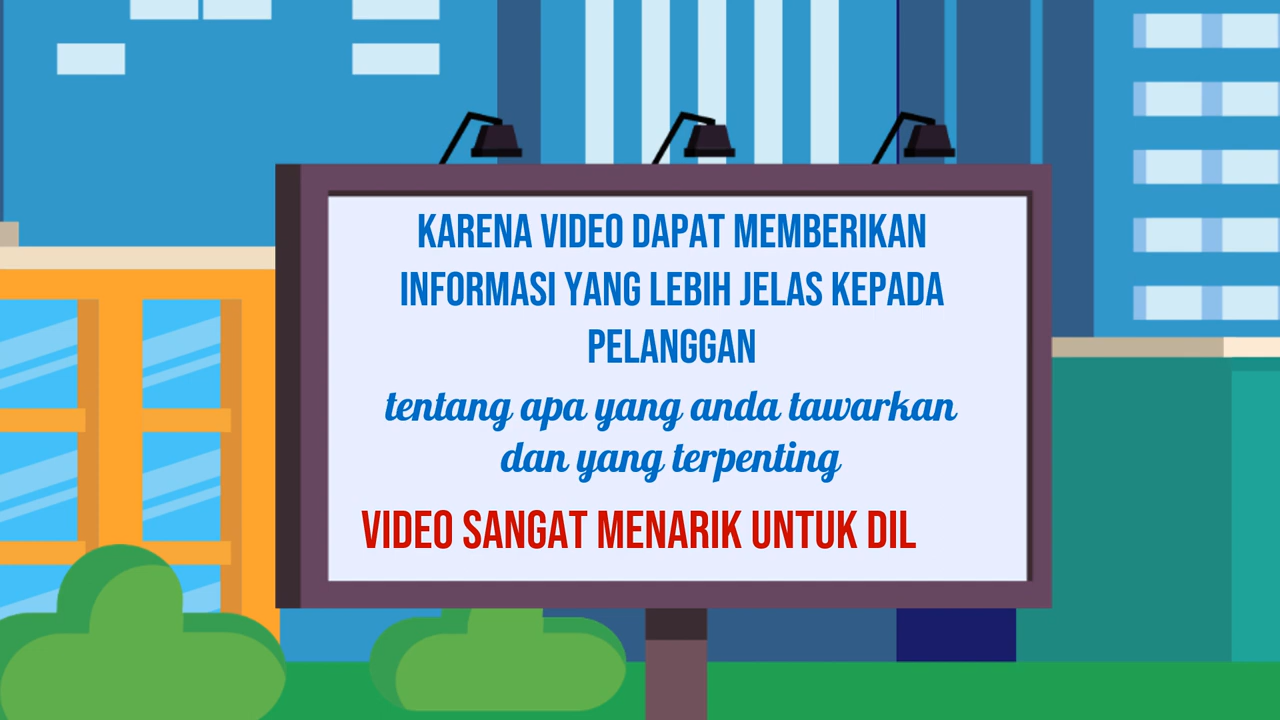 KARENA VIDEO DAPAT MEMBERIKAN
INFORMASI YANG LEBIH JELAS KEPADA
PELANGGAN
tentang apa yang anda tawarkan
dan yang terpenting
VIDEO SANGAT MENARIK UNTUK DIL